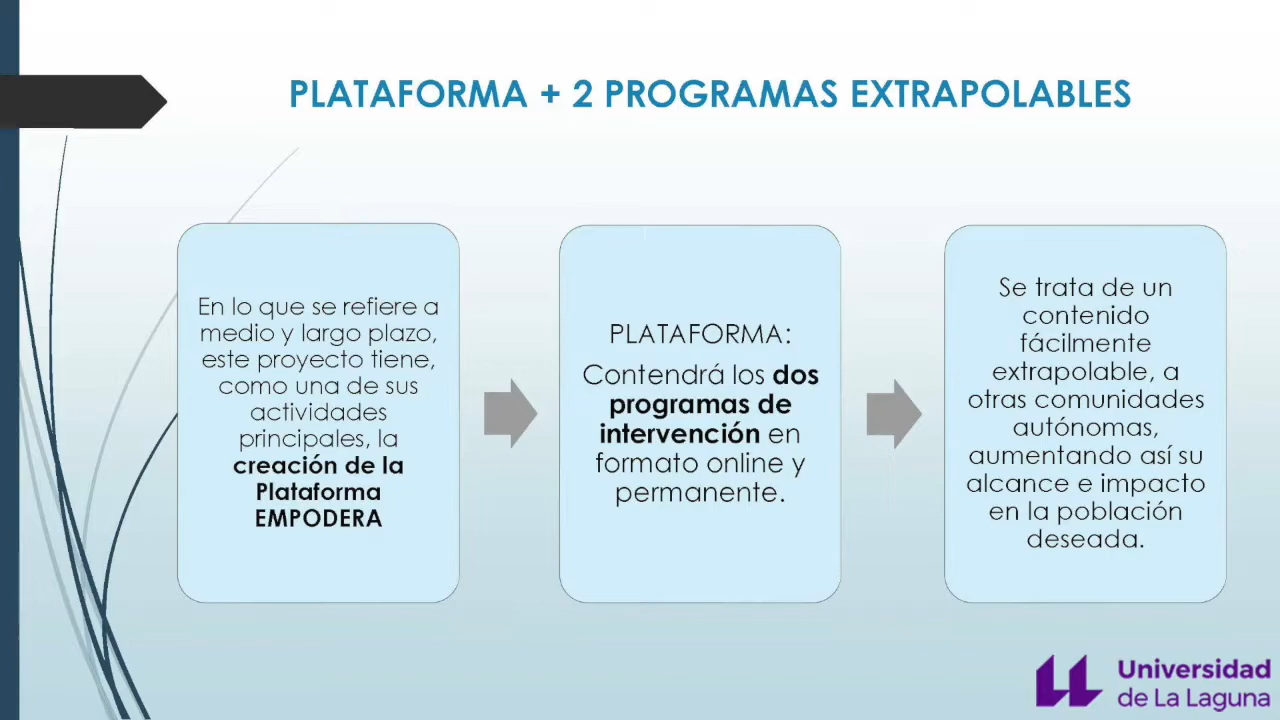 PLATAFORMA + 2 PROGRAMAS EXTRAPOLABLES
En lo que se refiere a
medio y largo plazo,
este proyecto tiene,
como una de sus
actividades
principales, la
creación de la
Plataforma
EMPODERA
PLATAFORMA:
Contendrá los dos
programas de
intervención en
formato online y
permanente.
Se trata de un
contenido
fácilmente
extrapolable, a
otras comunidades
autónomas,
aumentando así su
alcance e impacto
en la población
deseada.
Universidad
de La Laguna